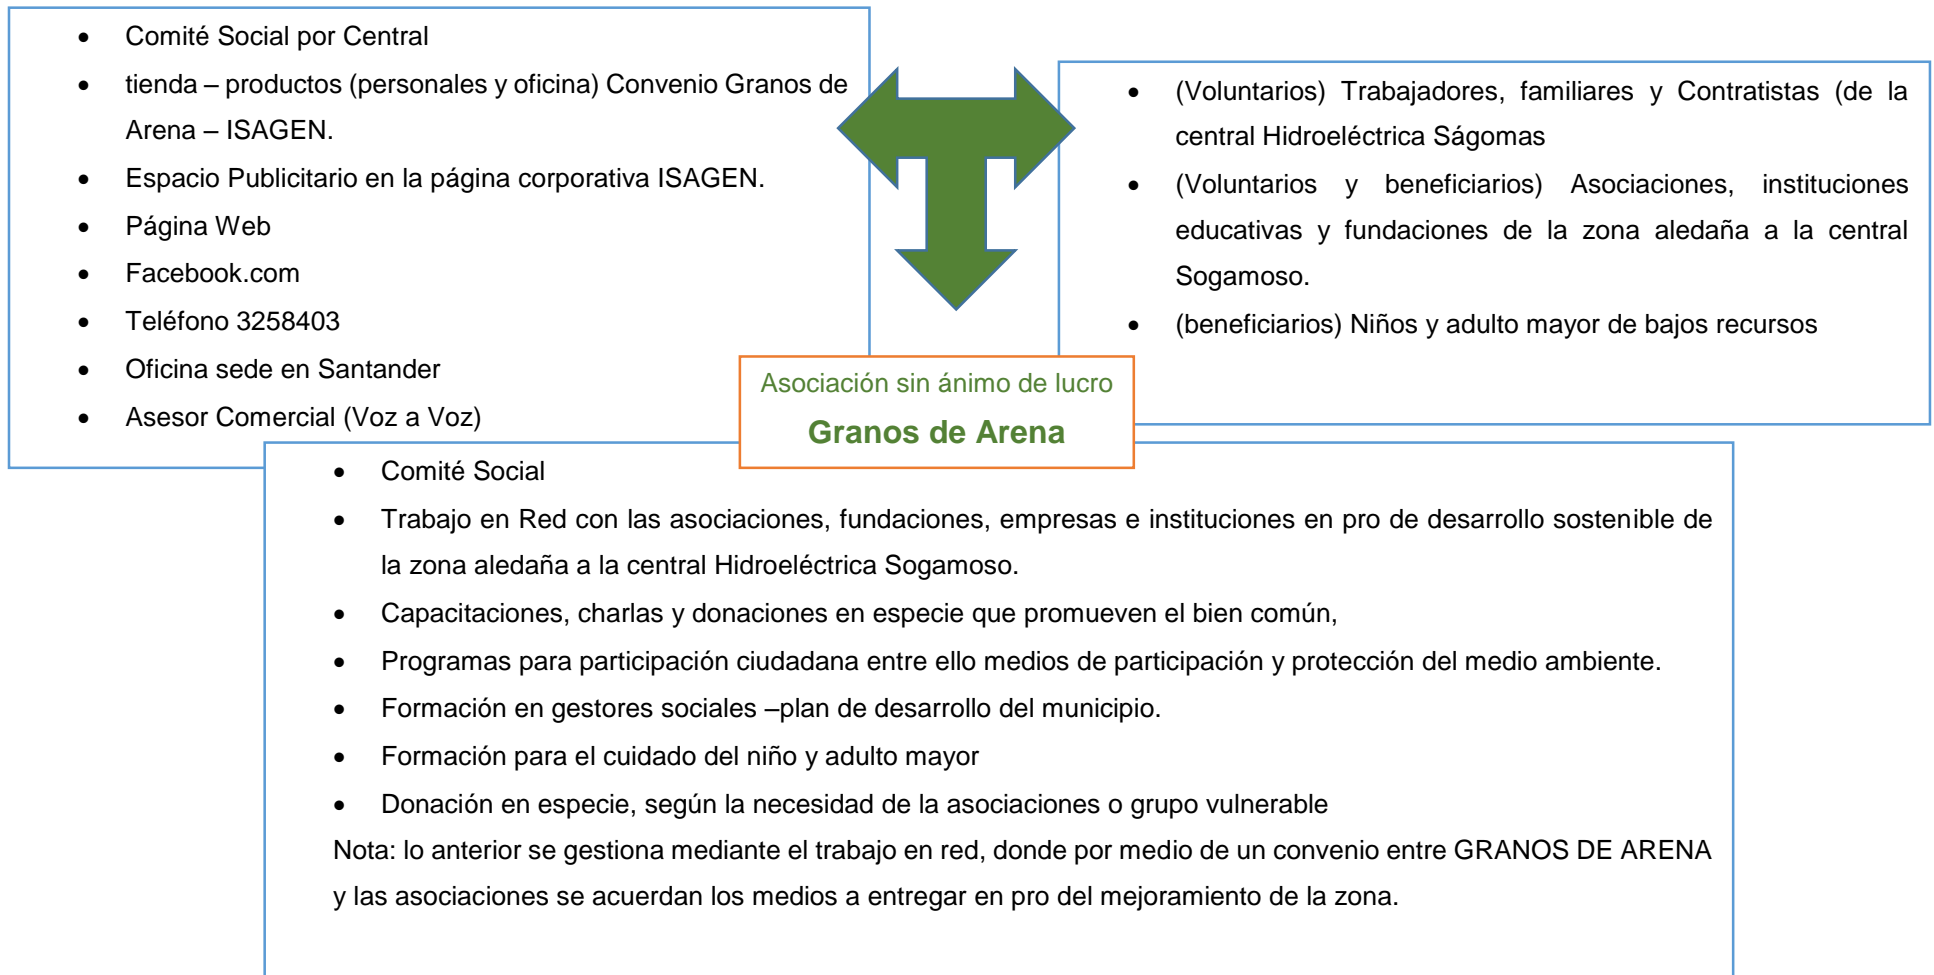 • Comité Social por Central
• tienda – productos (personales y oficina) Convenio Granos de
Arena – ISAGEN.
• Espacio Publicitario en la página corporativa ISAGEN.
• Página Web
• Facebook.com
• Teléfono 3258403
• Oficina sede en Santander
• Asesor Comercial (Voz a Voz)
• (Voluntarios) Trabajadores, familiares y Contratistas (de la
central Hidroeléctrica Ságomas
• (Voluntarios y beneficiarios) Asociaciones, instituciones
educativas y fundaciones de la zona aledaña a la central
Sogamoso.
• (beneficiarios) Niños y adulto mayor de bajos recursos
Asociación sin ánimo de lucro
Granos de Arena
• Comité Social
• Trabajo en Red con las asociaciones, fundaciones, empresas e instituciones en pro de desarrollo sostenible de
la zona aledaña a la central Hidroeléctrica Sogamoso.
• Capacitaciones, charlas y donaciones en especie que promueven el bien común,
• Programas para participación ciudadana entre ello medios de participación y protección del medio ambiente.
• Formación en gestores sociales –plan de desarrollo del municipio.
• Formación para el cuidado del niño y adulto mayor
• Donación en especie, según la necesidad de la asociaciones o grupo vulnerable
Nota: lo anterior se gestiona mediante el trabajo en red, donde por medio de un convenio entre GRANOS DE ARENA
y las asociaciones se acuerdan los medios a entregar en pro del mejoramiento de la zona.